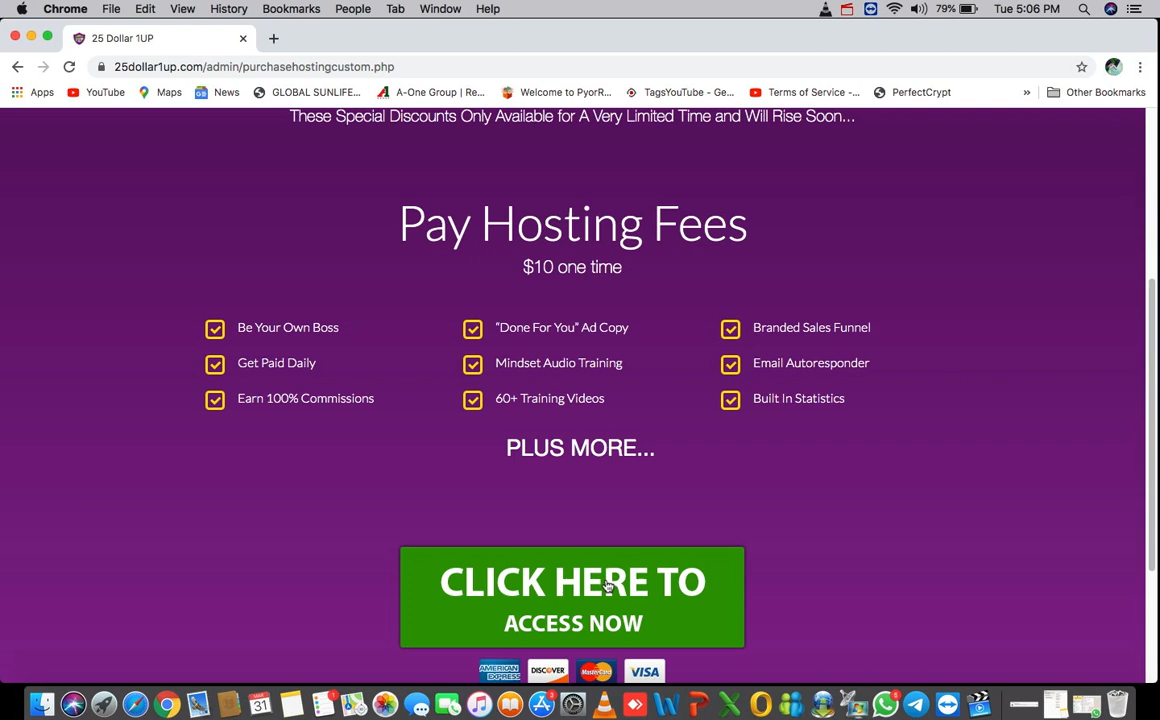 Chrome File Edit View History Bookmarks People Tab Window Help 79% Tue 5:06 PM
25 Dollar 1UP
25dollar1up.com/admin/purchasehostingcustom.php
Apps YouTube Maps News GLOBAL SUNLIFE... A-One Group | Re... Welcome to PyorR... TagsYouTube - Ge... Terms of Service -... PerfectCrypt » Other Bookmarks
These Special Discounts Only Available for A Very Limited Time and Will Rise Soon...
Pay Hosting Fees
$10 one time
Be Your Own Boss "Done For You" Ad Copy Branded Sales Funnel
Get Paid Daily Mindset Audio Training Email Autoresponder
Earn 100% Commissions 60+ Training Videos Built In Statistics
PLUS MORE...
CLICK HERE TO
ACCESS NOW
AMERICAN EXPRESS DISCOVER MasterCard VISA